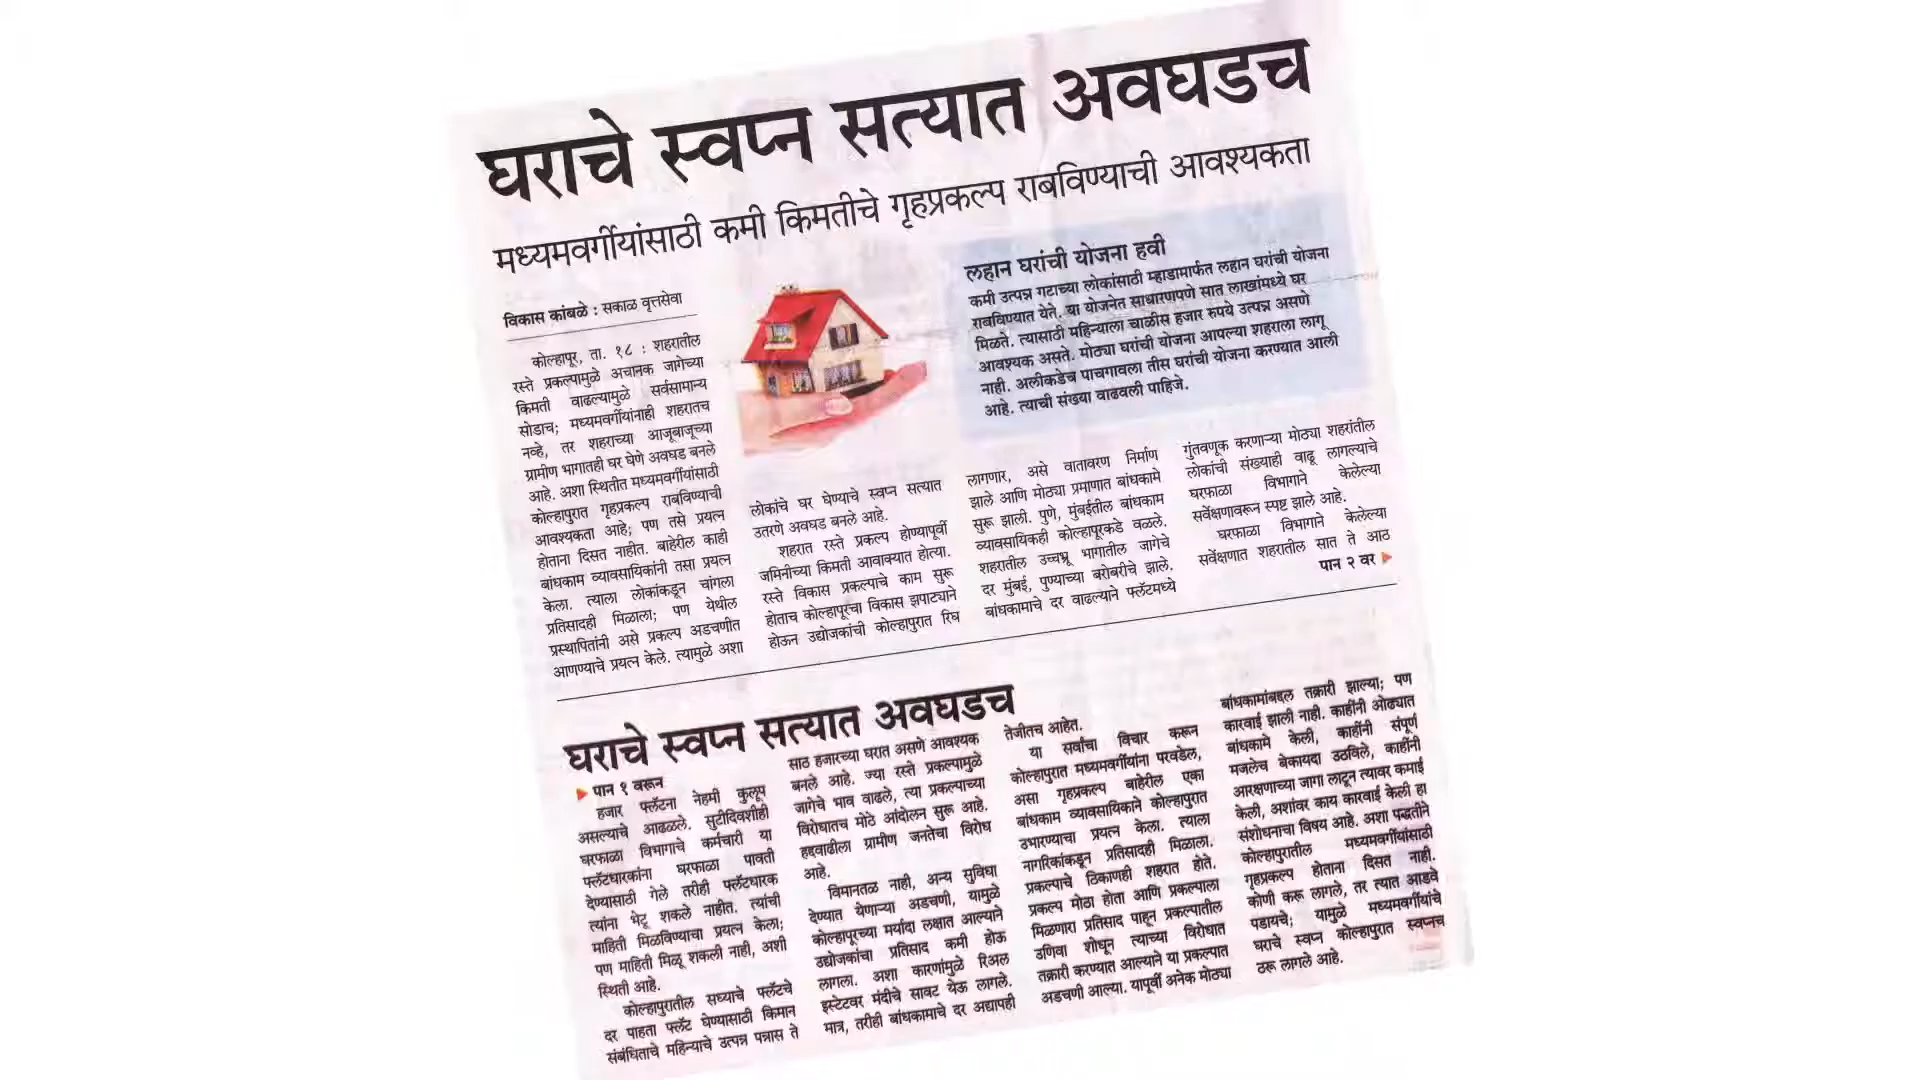 घराचे स्वप्न सत्यात अवघडच
मध्यमवर्गीयांसाठी कमी किमतीचे गृहप्रकल्प राबविण्याची आवश्यकता
विकास कांबळे : सकाळ वृत्तसेवा
कोल्हापूर, ता. १८ : शहरातील
रस्ते प्रकल्पामुळे अचानक जागेच्या
किमती वाढल्यामुळे सर्वसामान्य
सोडाच; मध्यमवर्गीयांनाही शहरातच
नव्हे, तर शहराच्या आजूबाजूच्या
ग्रामीण भागातही घर घेणे अवघड बनले
आहे. अशा स्थितीत मध्यमवर्गीयांसाठी
कोल्हापुरात गृहप्रकल्प राबविण्याची
आवश्यकता आहे; पण तसे प्रयत्न
होताना दिसत नाहीत. बाहेरील काही
बांधकाम व्यावसायिकांनी तसा प्रयत्न
केला. त्याला लोकांकडून चांगला
प्रतिसादही मिळाला; पण येथील
प्रस्थापितांनी असे प्रकल्प अडचणीत
आणण्याचे प्रयत्न केले. त्यामुळे अशा
लोकांचे घर घेण्याचे स्वप्न सत्यात
उतरणे अवघड बनले आहे.
शहरात रस्ते प्रकल्प होण्यापूर्वी
जमिनीच्या किमती आवाक्यात होत्या.
रस्ते विकास प्रकल्पाचे काम सुरू
होताच कोल्हापूरचा विकास झपाट्याने
होऊन उद्योजकांची कोल्हापुरात रिघ
लहान घरांची योजना हवी
कमी उत्पन्न गटाच्या लोकांसाठी म्हाडामार्फत लहान घरांची योजना
राबविण्यात येते. या योजनेत साधारणपणे सात लाखांमध्ये घर
मिळते. त्यासाठी महिन्याला चाळीस हजार रुपये उत्पन्न असणे
आवश्यक असते. मोठ्या घरांची योजना आपल्या शहराला लागू
नाही. अलीकडेच पाचगावला तीस घरांची योजना करण्यात आली
आहे. त्याची संख्या वाढवली पाहिजे.
लागणार, असे वातावरण निर्माण
झाले आणि मोठ्या प्रमाणात बांधकामे
सुरू झाली. पुणे, मुंबईतील बांधकाम
व्यावसायिकही कोल्हापूरकडे वळले.
शहरातील उच्चभ्रू भागातील जागेचे
दर मुंबई, पुण्याच्या बरोबरीचे झाले.
बांधकामाचे दर वाढल्याने फ्लॅटमध्ये
गुंतवणूक करणाऱ्या मोठ्या शहरांतील
लोकांची संख्याही वाढू लागल्याचे
घरफाळा विभागाने केलेल्या
सर्वेक्षणावरून स्पष्ट झाले आहे.
घरफाळा विभागाने केलेल्या
सर्वेक्षणात शहरातील सात ते आठ
पान २ वर
घराचे स्वप्न सत्यात अवघडच
पान १ वरून
हजार फ्लॅटना नेहमी कुलूप
असल्याचे आढळले. सुटीदिवशीही
घरफाळा विभागाचे कर्मचारी या
फ्लॅटधारकांना घरफाळा पावती
देण्यासाठी गेले तरीही फ्लॅटधारक
त्यांना भेटू शकले नाहीत. त्यांची
माहिती मिळविण्याचा प्रयत्न केला;
पण माहिती मिळू शकली नाही, अशी
स्थिती आहे.
कोल्हापुरातील सध्याचे फ्लॅटचे
दर पाहता फ्लॅट घेण्यासाठी किमान
संबंधिताचे महिन्याचे उत्पन्न पन्नास ते
साठ हजारच्या घरात असणे आवश्यक
बनले आहे. ज्या रस्ते प्रकल्पामुळे
जागेचे भाव वाढले, त्या प्रकल्पाच्या
विरोधातच मोठे आंदोलन सुरू आहे.
हद्दवाढीला ग्रामीण जनतेचा विरोध
आहे.
विमानतळ नाही, अन्य सुविधा
देण्यात येणाऱ्या अडचणी, यामुळे
कोल्हापूरच्या मर्यादा लक्षात आल्याने
उद्योजकांचा प्रतिसाद कमी होऊ
लागला. अशा कारणांमुळे रिअल
इस्टेटवर मंदीचे सावट येऊ लागले.
मात्र, तरीही बांधकामाचे दर अद्यापही
तेजीतच आहेत.
या सर्वांचा विचार करून
कोल्हापुरात मध्यमवर्गीयांना परवडेल,
असा गृहप्रकल्प बाहेरील एका
बांधकाम व्यावसायिकाने कोल्हापुरात
उभारण्याचा प्रयत्न केला. त्याला
नागरिकांकडून प्रतिसादही मिळाला.
प्रकल्पाचे ठिकाणही शहरात होते.
प्रकल्प मोठा होता आणि प्रकल्पाला
मिळणारा प्रतिसाद पाहून प्रकल्पातील
उणिवा शोधून त्याच्या विरोधात
तक्रारी करण्यात आल्याने या प्रकल्पात
अडचणी आल्या. यापूर्वी अनेक मोठ्या
बांधकामांबद्दल तक्रारी झाल्या; पण
कारवाई झाली नाही. काहींनी ओढ्यात
बांधकामे केली, काहींनी संपूर्ण
मजलेच बेकायदा उठविले, काहींनी
आरक्षणाच्या जागा लाटून त्यावर कमाई
केली, अशांवर काय कारवाई केली हा
संशोधनाचा विषय आहे. अशा पद्धतीने
कोल्हापुरातील मध्यमवर्गीयांसाठी
गृहप्रकल्प होताना दिसत नाही.
कोणी करू लागले, तर त्यात आडवे
पडायचे; यामुळे मध्यमवर्गीयांचे
घराचे स्वप्न कोल्हापुरात स्वप्नच
ठरू लागले आहे.